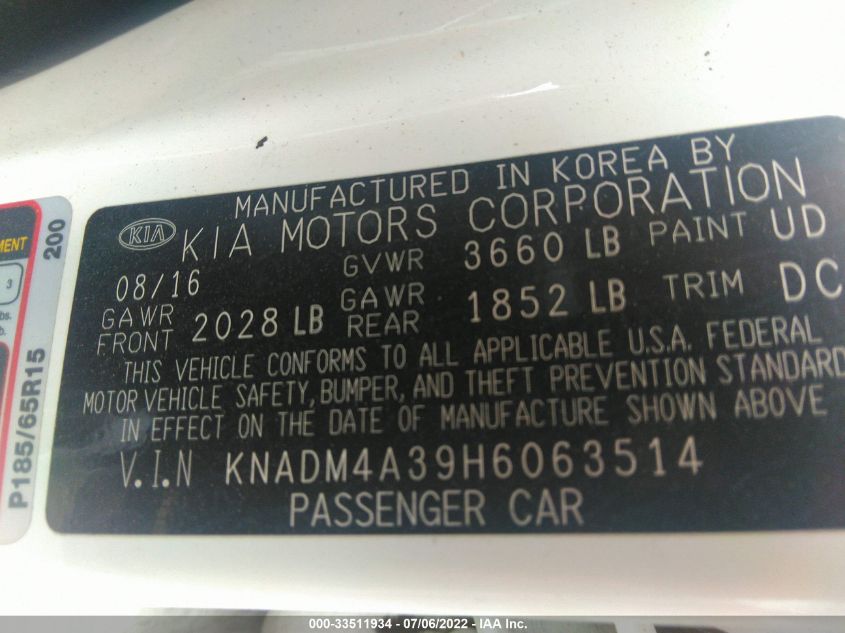 MANUFACTURED IN KOREA BY
KIA KIA MOTORS CORPORATION
08/16 GVWR 3660 LB PAINT UD
GAWR FRONT 2028 LB GAWR REAR 1852 LB TRIM DC
THIS VEHICLE CONFORMS TO ALL APPLICABLE U.S.A. FEDERAL
MOTOR VEHICLE SAFETY, BUMPER, AND THEFT PREVENTION STANDARD
IN EFFECT ON THE DATE OF MANUFACTURE SHOWN ABOVE
V.I.N KNADM4A39H6063514
PASSENGER CAR
200
3
P185/65R15
000-33511934 - 07/06/2022 - IAA Inc.